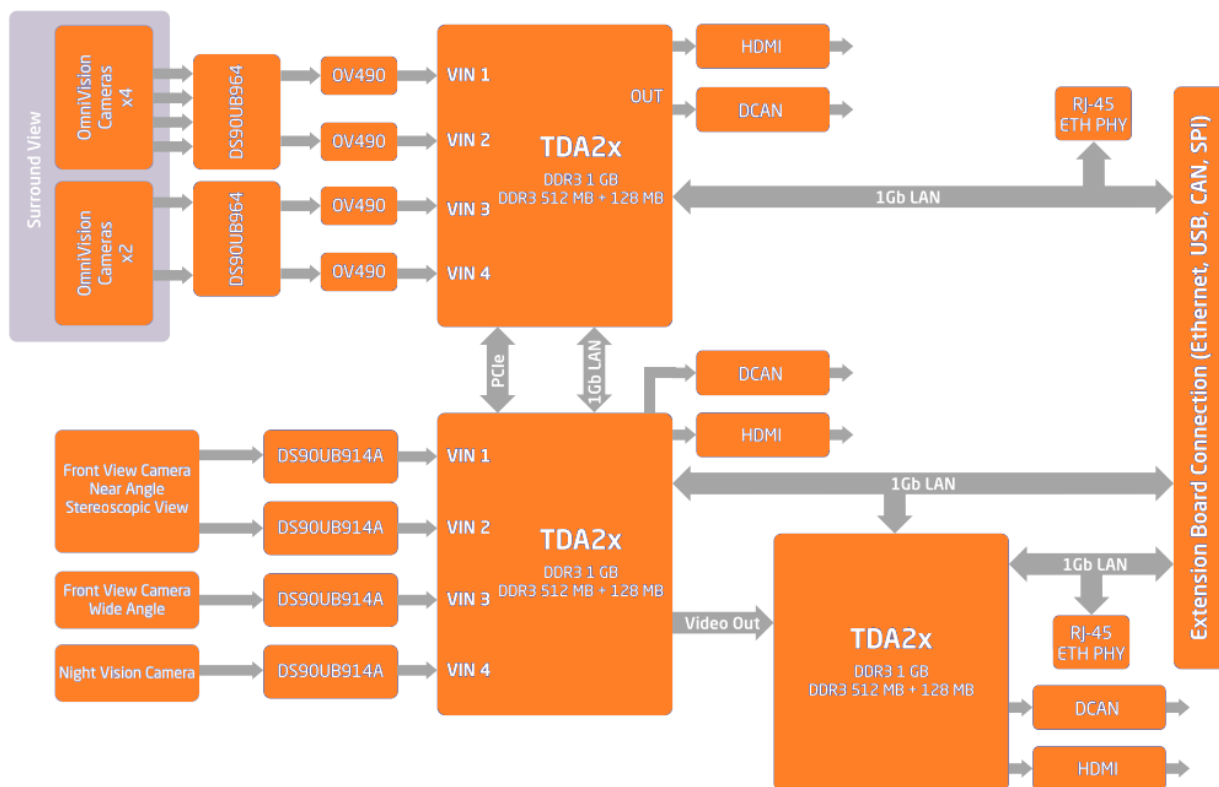 Surround View
OmniVision
Cameras
x4
DS90UB964
OV490
OV490
OmniVision
Cameras
x2
DS90UB964
OV490
OV490
VIN 1
VIN 2
VIN 3
VIN 4
OUT
TDA2x
DDR3 1 GB
DDR3 512 MB + 128 MB
HDMI
DCAN
RJ-45
ETH PHY
1Gb LAN
Extension Board Connection (Ethernet, USB, CAN, SPI)
PCIe
1Gb LAN
DCAN
HDMI
Front View Camera
Near Angle
Stereoscopic View
DS90UB914A
DS90UB914A
Front View Camera
Wide Angle
DS90UB914A
Night Vision Camera
DS90UB914A
VIN 1
VIN 2
VIN 3
VIN 4
TDA2x
DDR3 1 GB
DDR3 512 MB + 128 MB
1Gb LAN
Video Out
TDA2x
DDR3 1 GB
DDR3 512 MB + 128 MB
1Gb LAN
RJ-45
ETH PHY
DCAN
HDMI